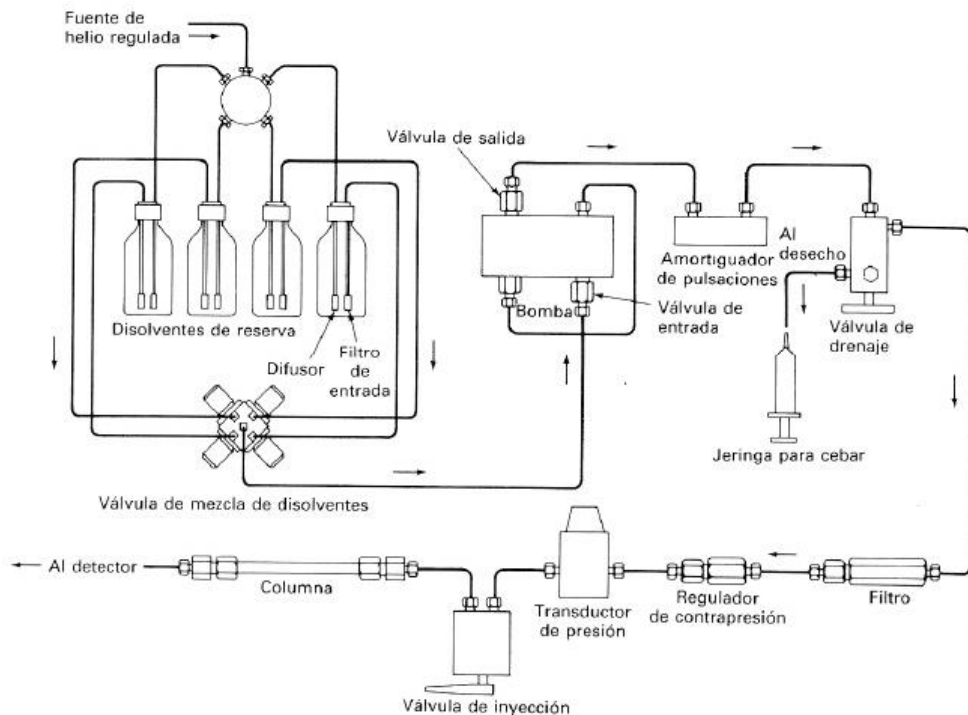 Fuente de
helio regulada
Válvula de salida
Al
desecho
Amortiguador
de pulsaciones
Bomba
Válvula de
entrada
Válvula de
drenaje
Disolventes de reserva
Difusor
Filtro
de
entrada
Jeringa para cebar
Válvula de mezcla de disolventes
Al detector
Columna
Transductor
de presión
Regulador
de contrapresión
Filtro
Válvula de inyección